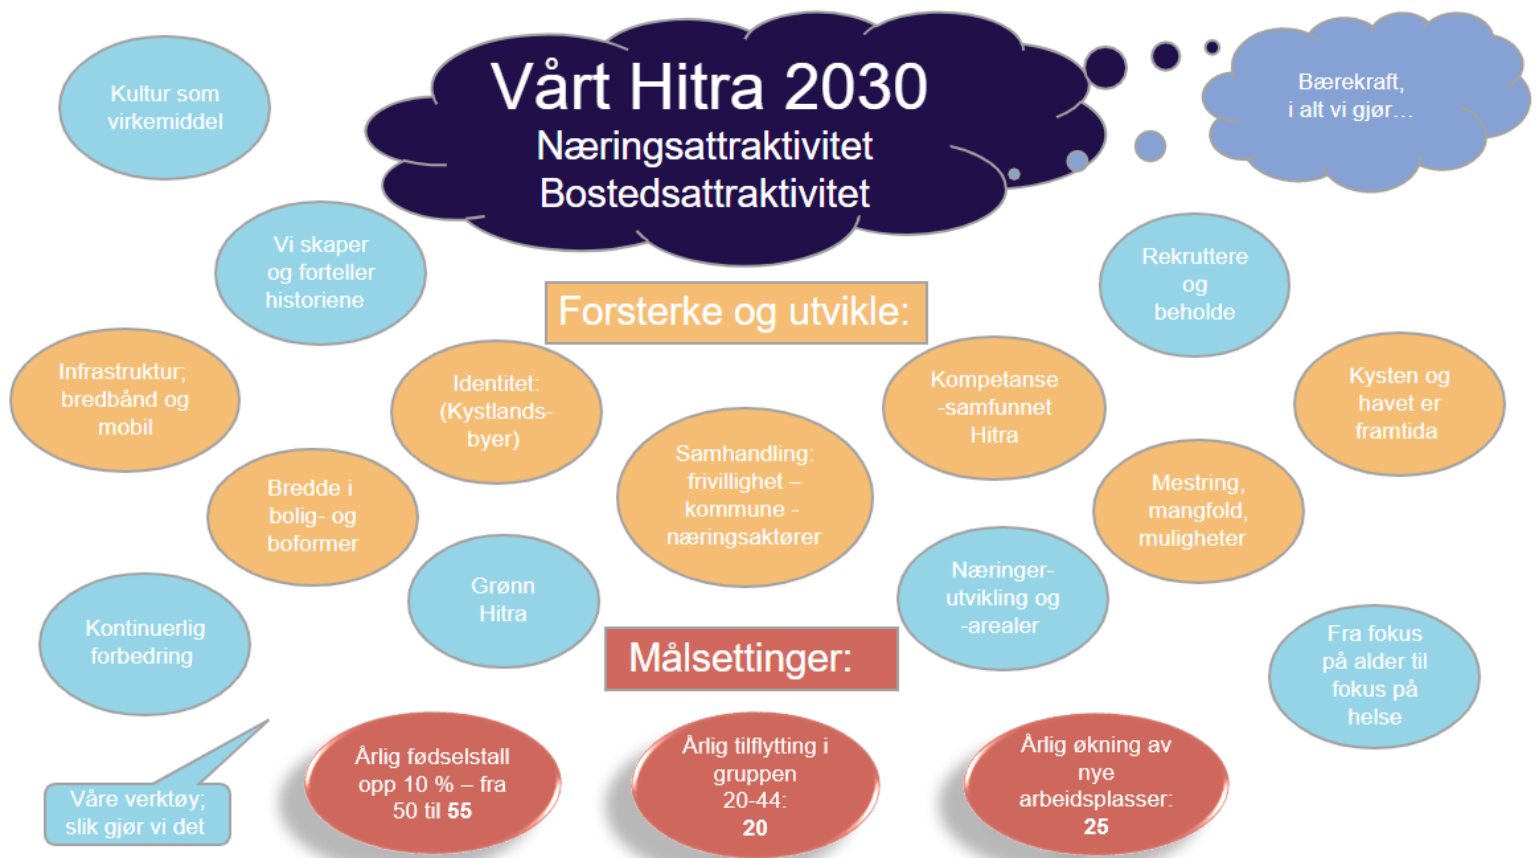 Vårt Hitra 2030
Næringsattraktivitet
Bostedsattraktivitet
Bærekraft,
i alt vi gjør…
Kultur som
virkemiddel
Vi skaper
og forteller
historiene
Forsterke og utvikle:
Rekruttere
og
beholde
Infrastruktur;
bredbånd og
mobil
Identitet:
(Kystlands-
byer)
Kompetanse
-samfunnet
Hitra
Kysten og
havet er
framtida
Bredde i
bolig- og
boformer
Samhandling:
frivillighet –
kommune -
næringsaktører
Mestring,
mangfold,
muligheter
Grønn
Hitra
Næringer-
utvikling og
-arealer
Kontinuerlig
forbedring
Målsettinger:
Fra fokus
på alder til
fokus på
helse
Våre verktøy;
slik gjør vi det
Årlig fødselstall
opp 10 % – fra
50 til 55
Årlig tilflytting i
gruppen
20-44:
20
Årlig økning av
nye
arbeidsplasser:
25